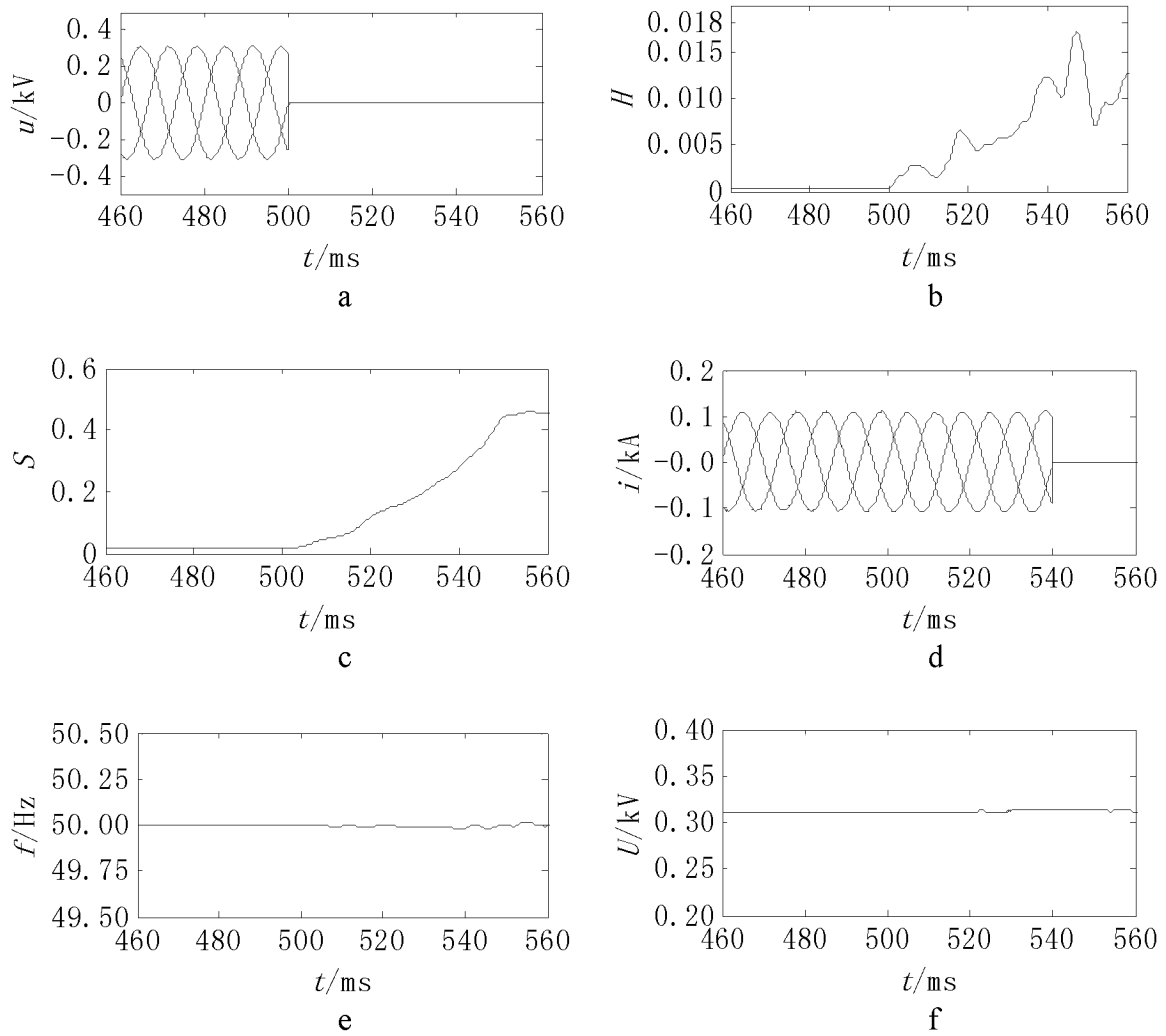 u/kV
0.4
0.2
0
-0.2
-0.4
460 480 500 520 540 560
t/ms
a
H
0.018
0.015
0.010
0.005
0
460 480 500 520 540 560
t/ms
b
S
0.6
0.4
0.2
0
460 480 500 520 540 560
t/ms
c
i/kA
0.2
0.1
-0.0
-0.1
-0.2
460 480 500 520 540 560
t/ms
d
f/Hz
50.50
50.25
50.00
49.75
49.50
460 480 500 520 540 560
t/ms
e
U/kV
0.40
0.35
0.30
0.25
0.20
460 480 500 520 540 560
t/ms
f